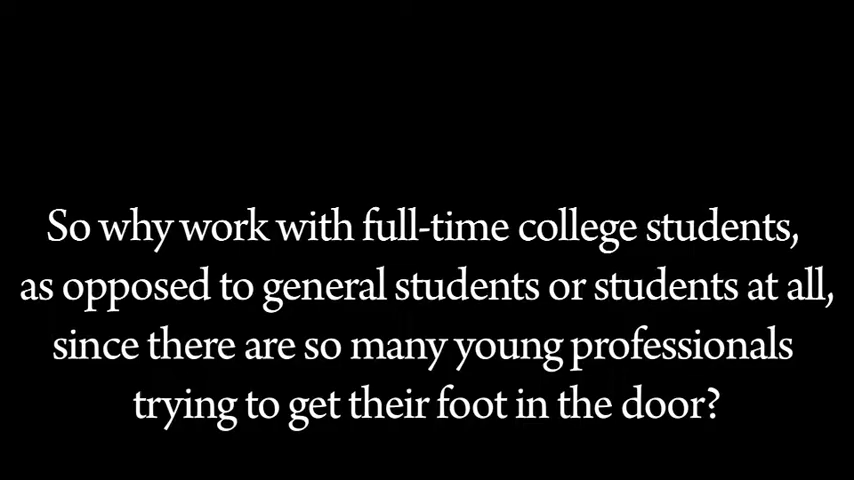 So why work with full-time college students,
as opposed to general students or students at all,
since there are so many young professionals
trying to get their foot in the door?